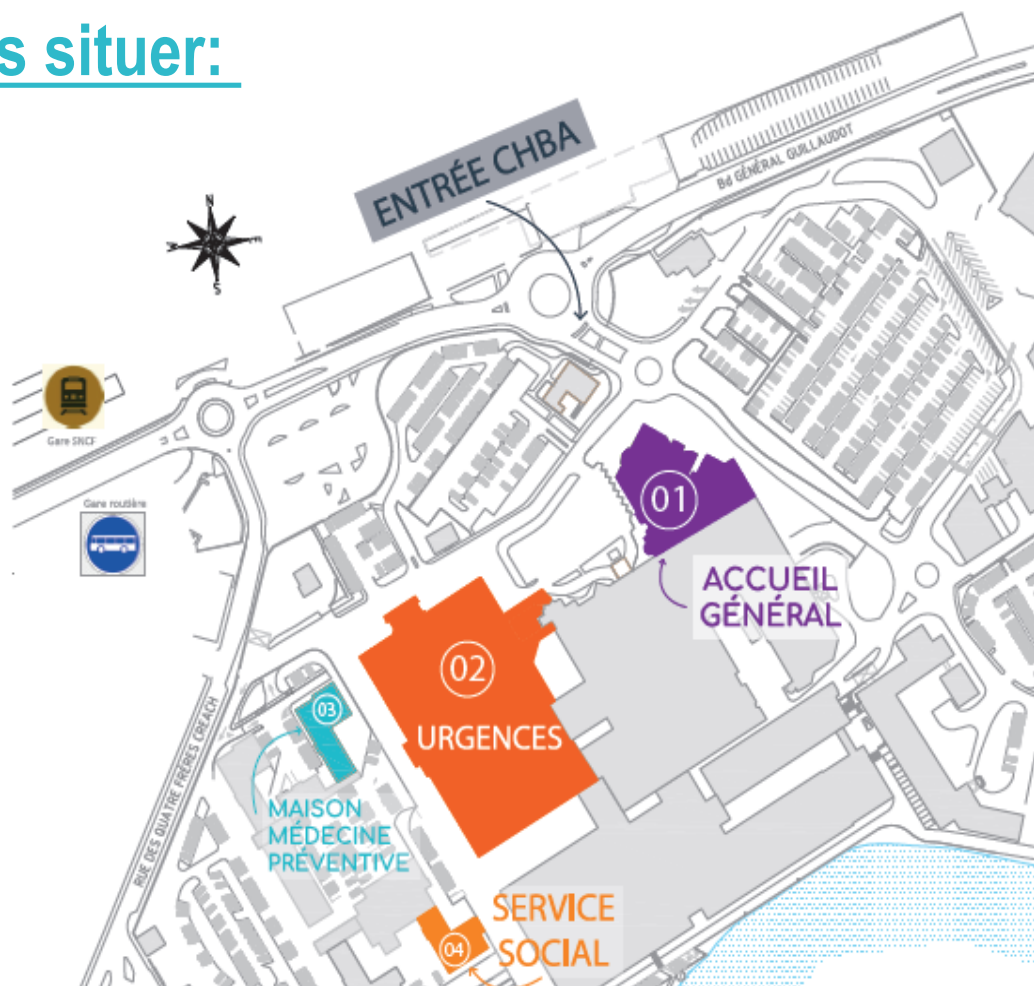 s situer:
ENTRÉE CHBA
Bd GÉNÉRAL GUILLAUDOT
N
S
Gare SNCF
Gare routière
01
ACCUEIL
GÉNÉRAL
02
URGENCES
03
MAISON
MÉDECINE
PRÉVENTIVE
RUE DES QUATRE FRÈRES CREACH
SERVICE
SOCIAL
04